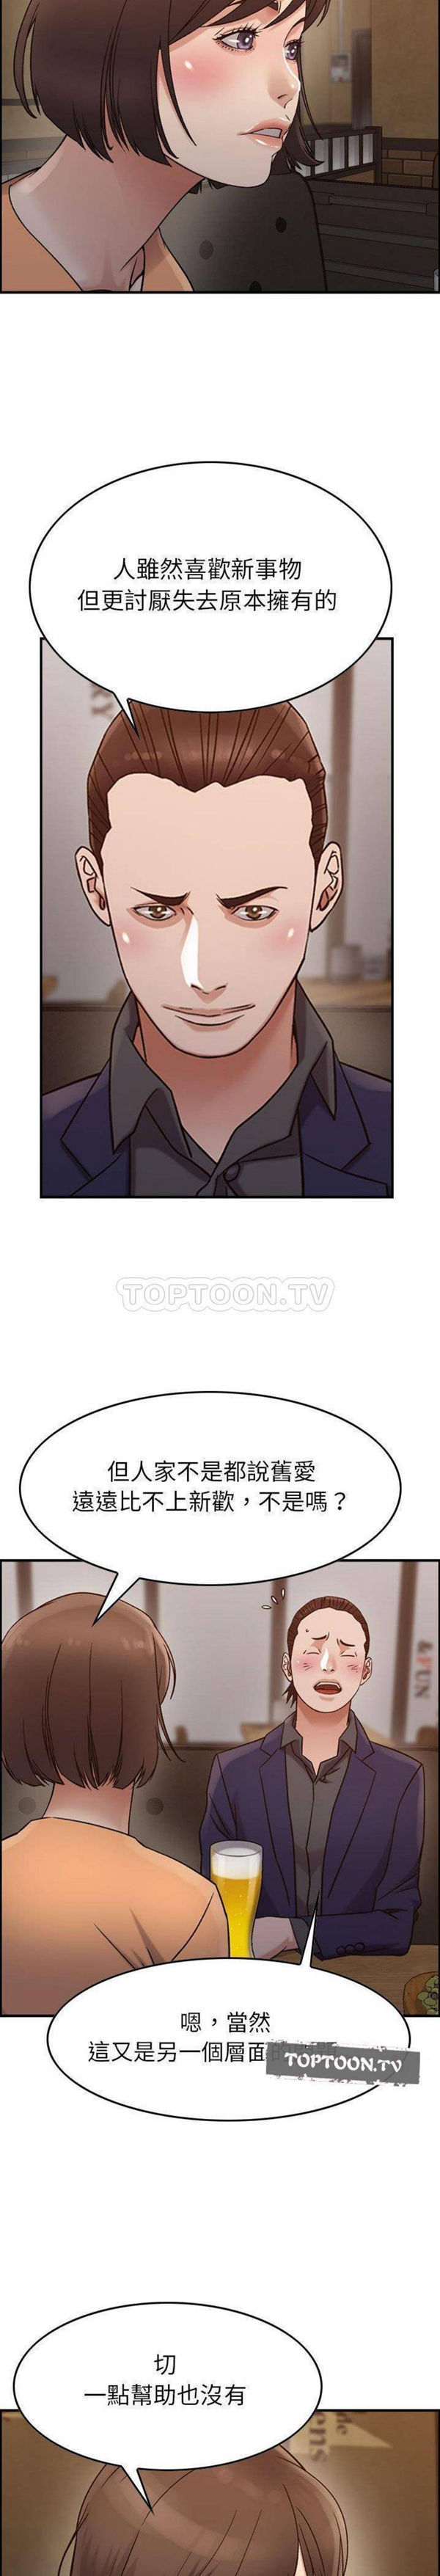 人雖然喜歡新事物
但更討厭失去原本擁有的
TOPTOON.TV
但人家不是都說舊愛
遠遠比不上新歡，不是嗎？
&FUN
嗯，當然
這又是另一個層面
TOPTOON.TV
切
一點幫助也沒有